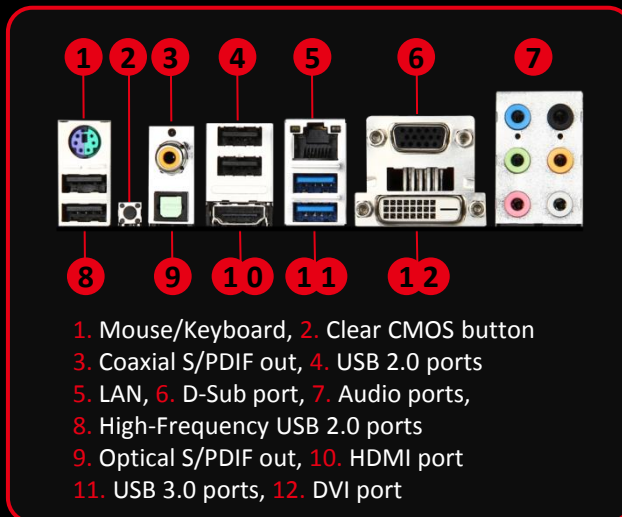 1 2 3 4 5 6 7
8 9 10 11 12
1. Mouse/Keyboard, 2. Clear CMOS button
3. Coaxial S/PDIF out, 4. USB 2.0 ports
5. LAN, 6. D-Sub port, 7. Audio ports,
8. High-Frequency USB 2.0 ports
9. Optical S/PDIF out, 10. HDMI port
11. USB 3.0 ports, 12. DVI port